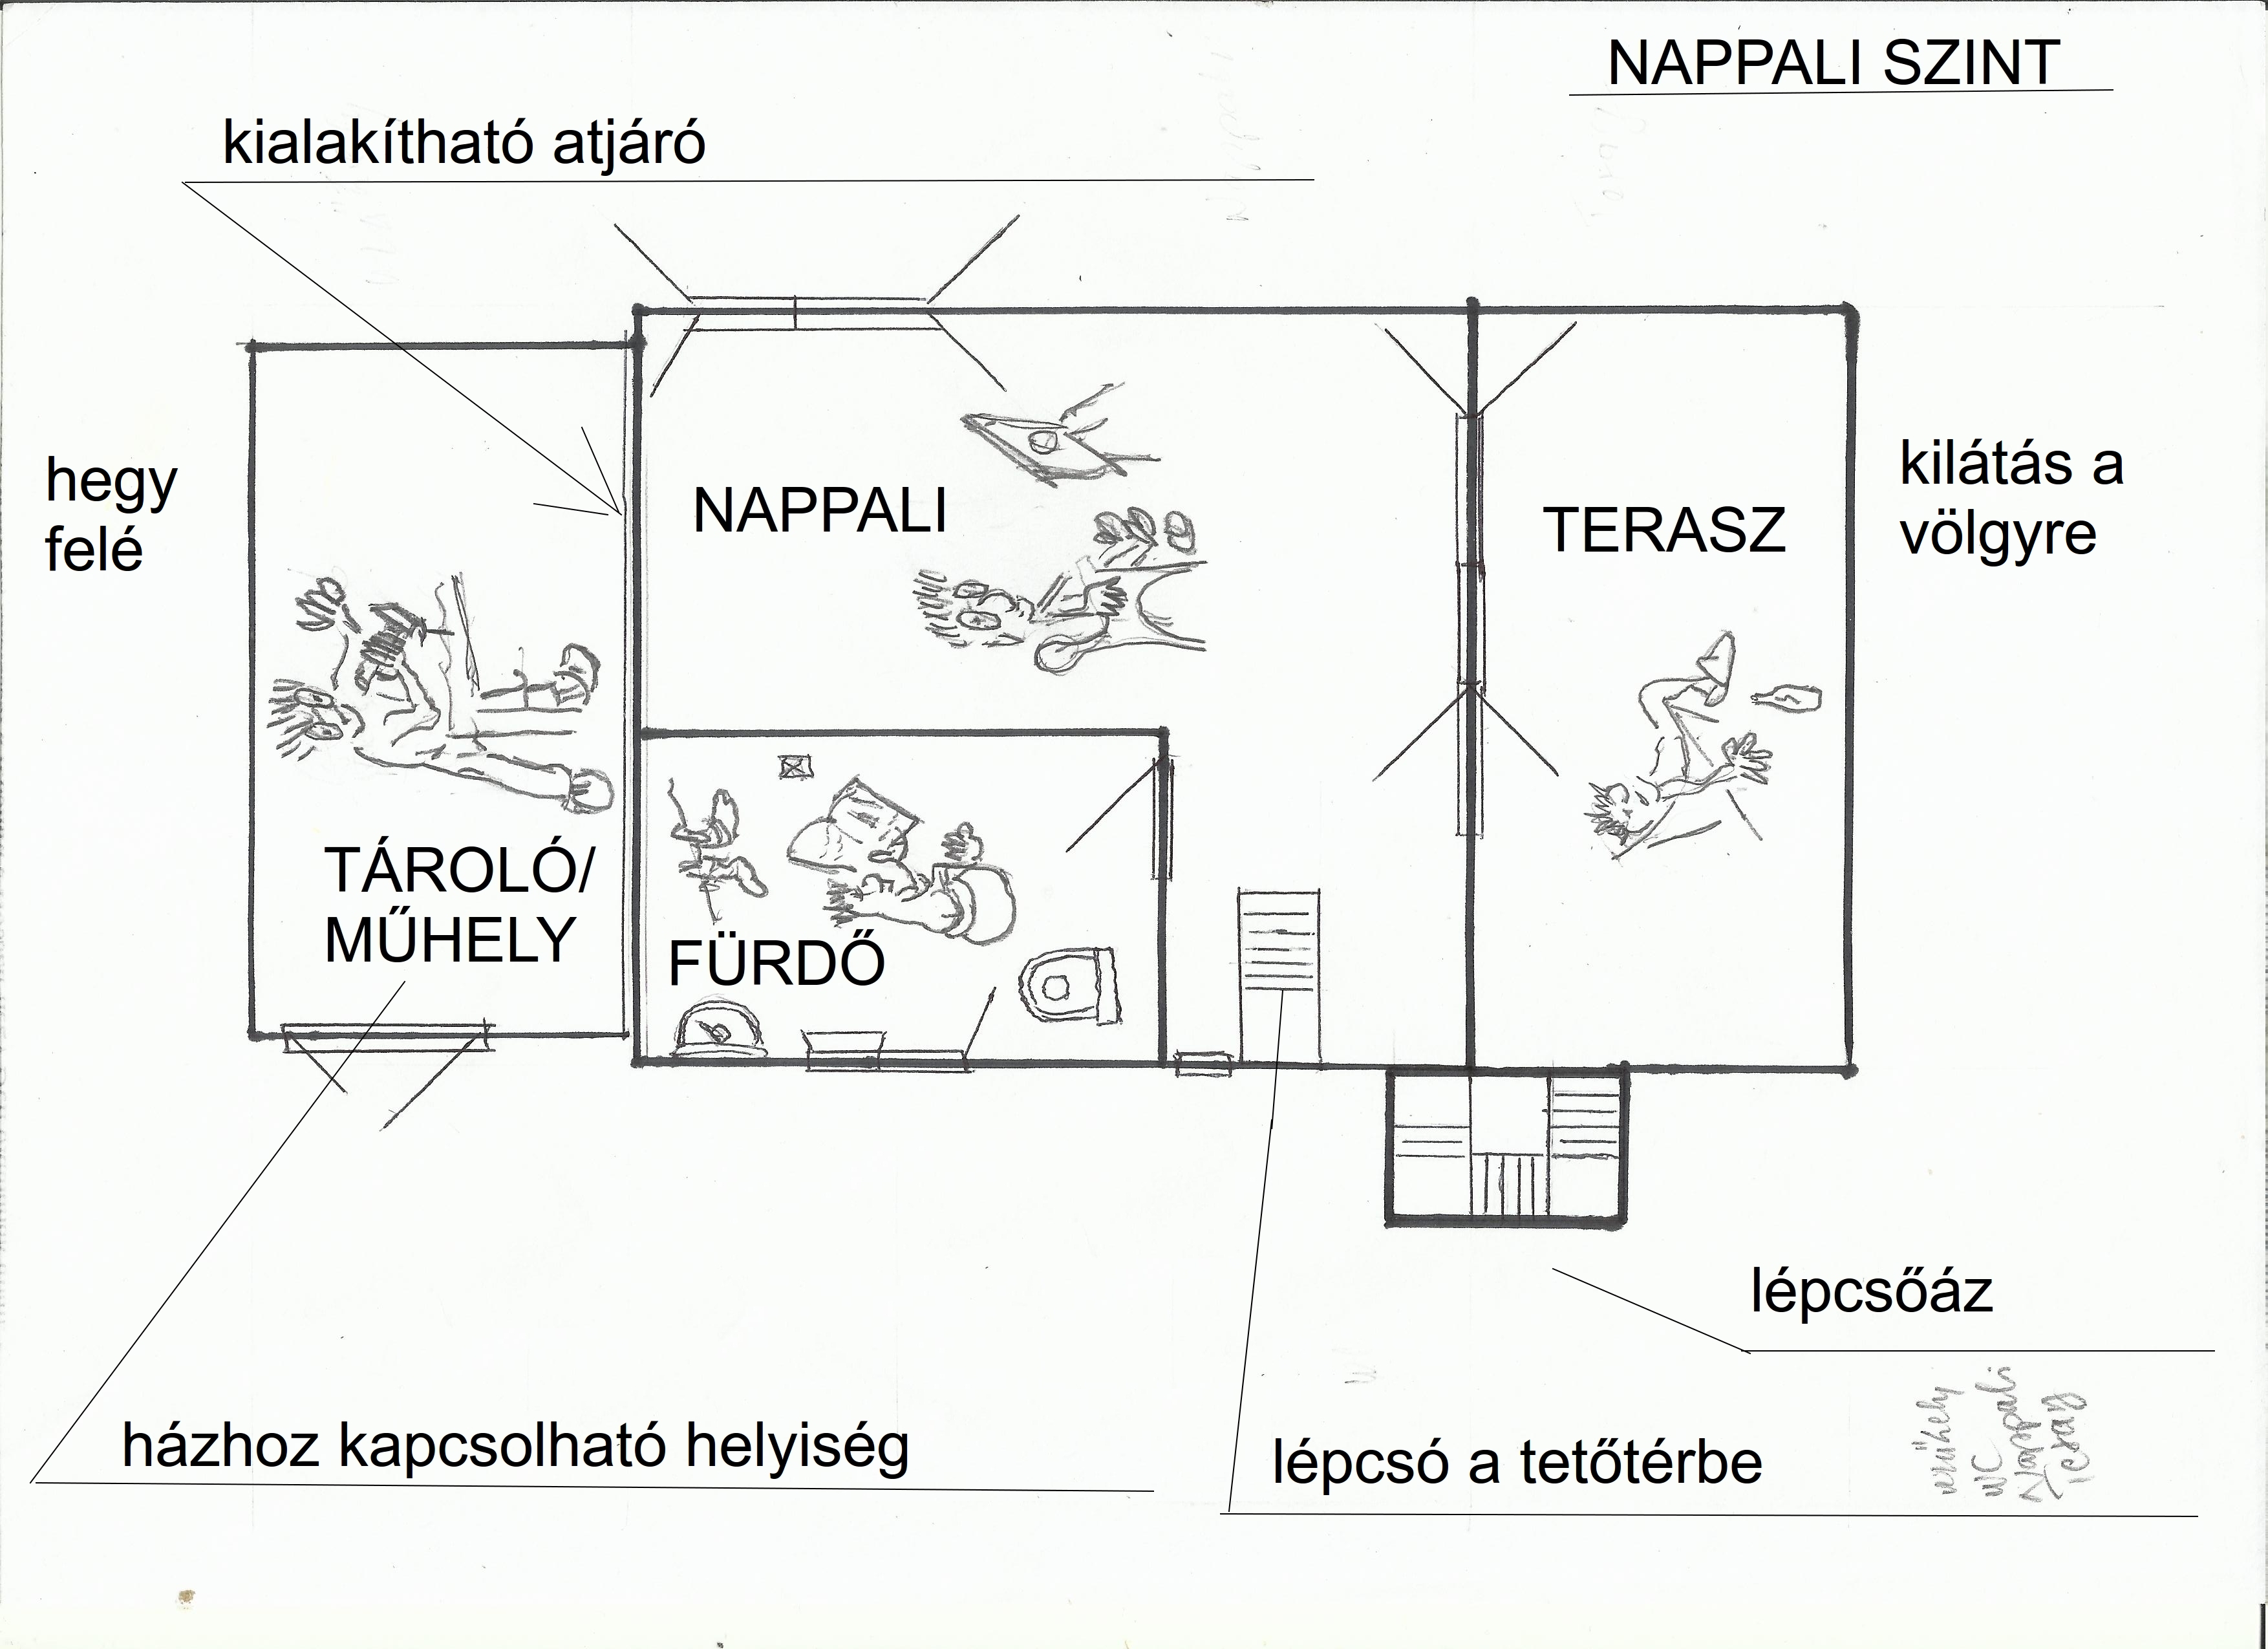 NAPPALI SZINT
kialakítható atjáró
hegy
felé
NAPPALI
TERASZ
kilátás a
völgyre
TÁROLÓ/
MŰHELY
FÜRDŐ
lépcsőáz
házhoz kapcsolható helyiség
lépcsó a tetőtérbe
műhely
WC
Nappali
Terasz